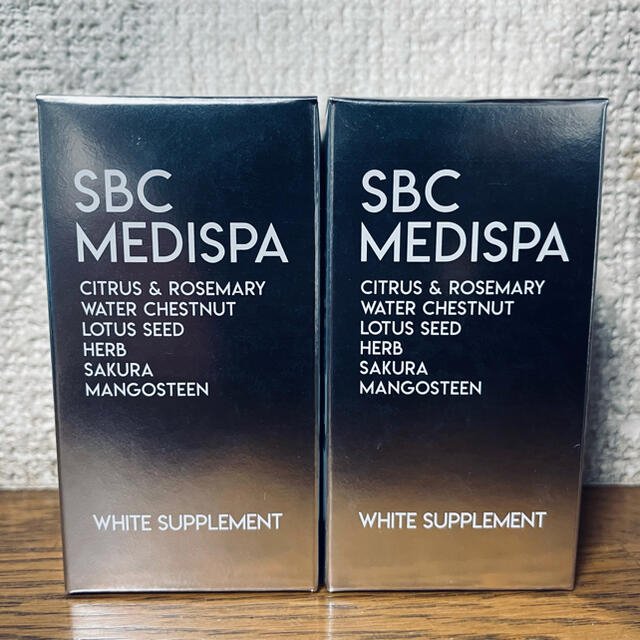 SBC
MEDISPA
CITRUS & ROSEMARY
WATER CHESTNUT
LOTUS SEED
HERB
SAKURA
MANGOSTEEN
WHITE SUPPLEMENT
SBC
MEDISPA
CITRUS & ROSEMARY
WATER CHESTNUT
LOTUS SEED
HERB
SAKURA
MANGOSTEEN
WHITE SUPPLEMENT